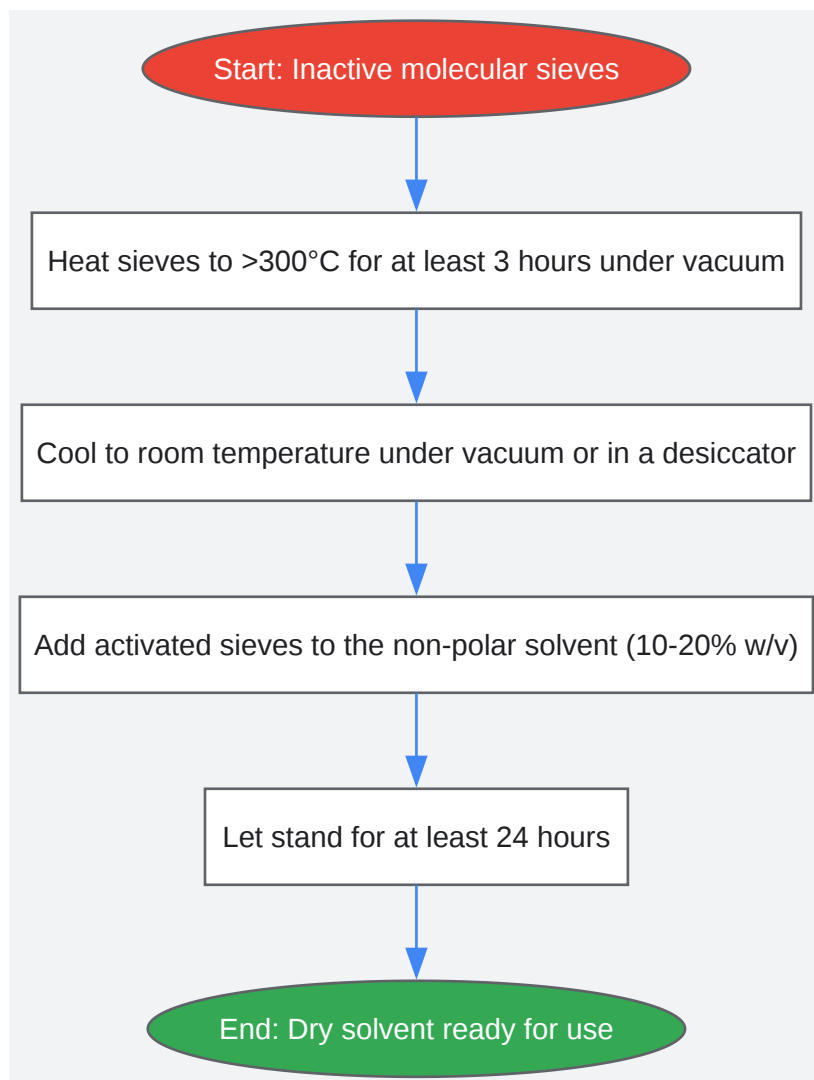 Start: Inactive molecular sieves
Heat sieves to >300°C for at least 3 hours under vacuum
Cool to room temperature under vacuum or in a desiccator
Add activated sieves to the non-polar solvent (10-20% w/v)
Let stand for at least 24 hours
End: Dry solvent ready for use